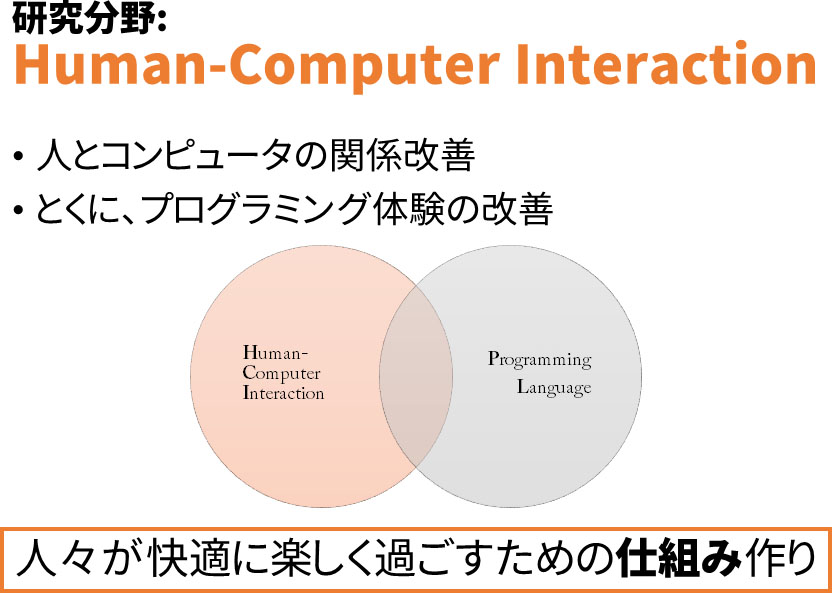 研究分野:
Human-Computer Interaction
• 人とコンピュータの関係改善
• とくに、プログラミング体験の改善
Human-
Computer
Interaction
Programming
Language
人々が快適に楽しく過ごすための仕組み作り